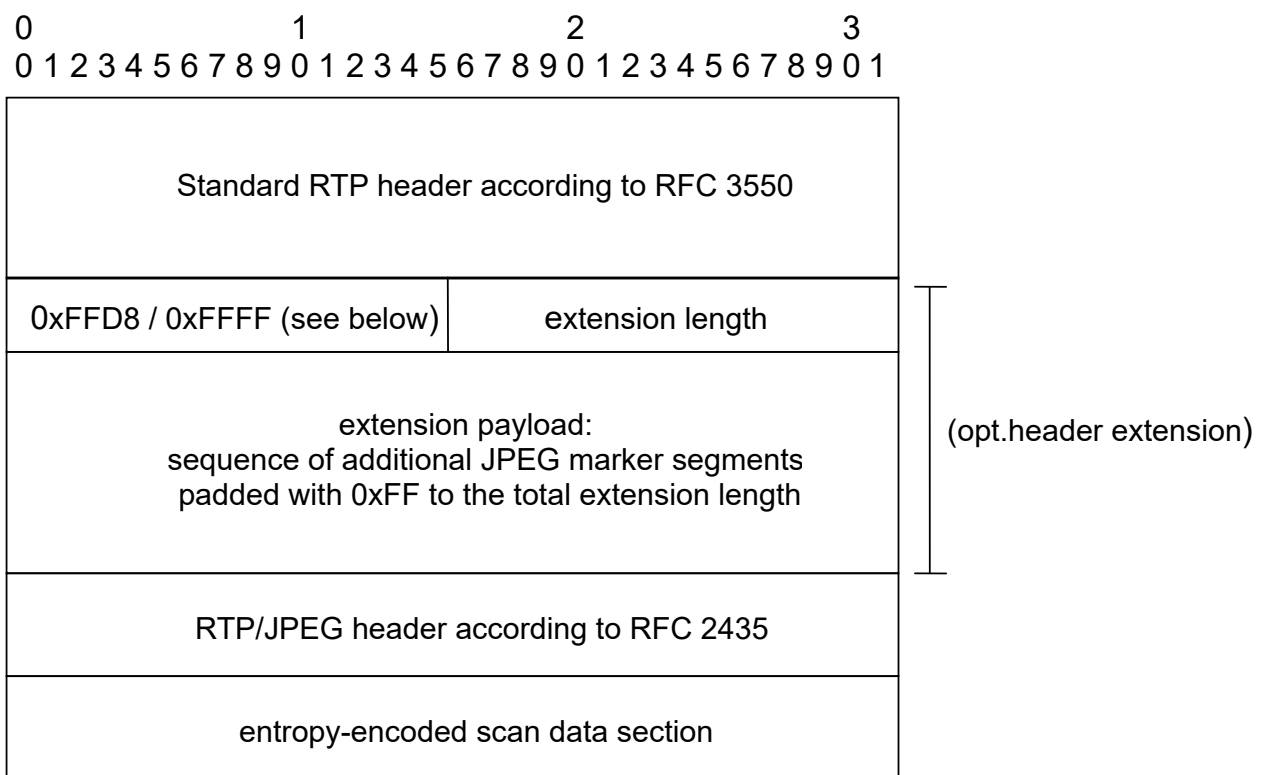 0 1 2 3
0 1 2 3 4 5 6 7 8 9 0 1 2 3 4 5 6 7 8 9 0 1 2 3 4 5 6 7 8 9 0 1
Standard RTP header according to RFC 3550
0xFFD8 / 0xFFFF (see below) extension length
extension payload:
sequence of additional JPEG marker segments
padded with 0xFF to the total extension length
(opt.header extension)
RTP/JPEG header according to RFC 2435
entropy-encoded scan data section